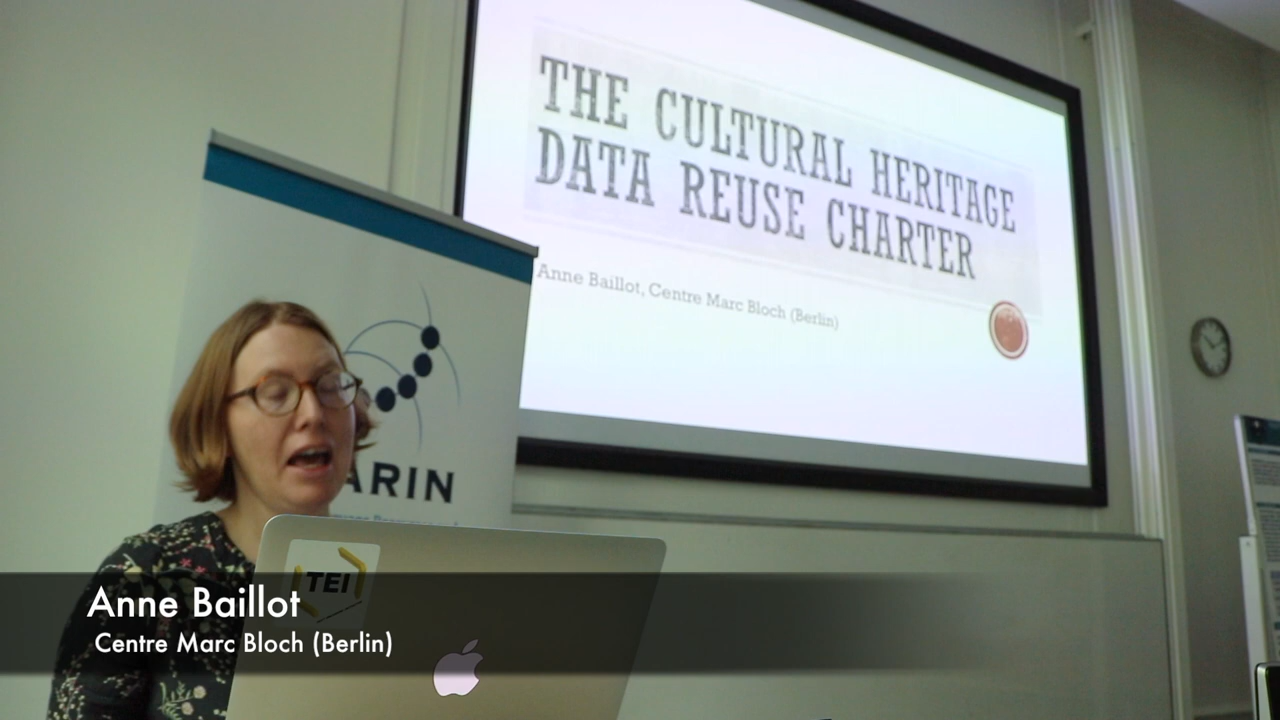 THE CULTURAL HERITAGE
DATA REUSE CHARTER
Anne Baillot, Centre Marc Bloch (Berlin)
ARIN
TEI
Anne Baillot
Centre Marc Bloch (Berlin)